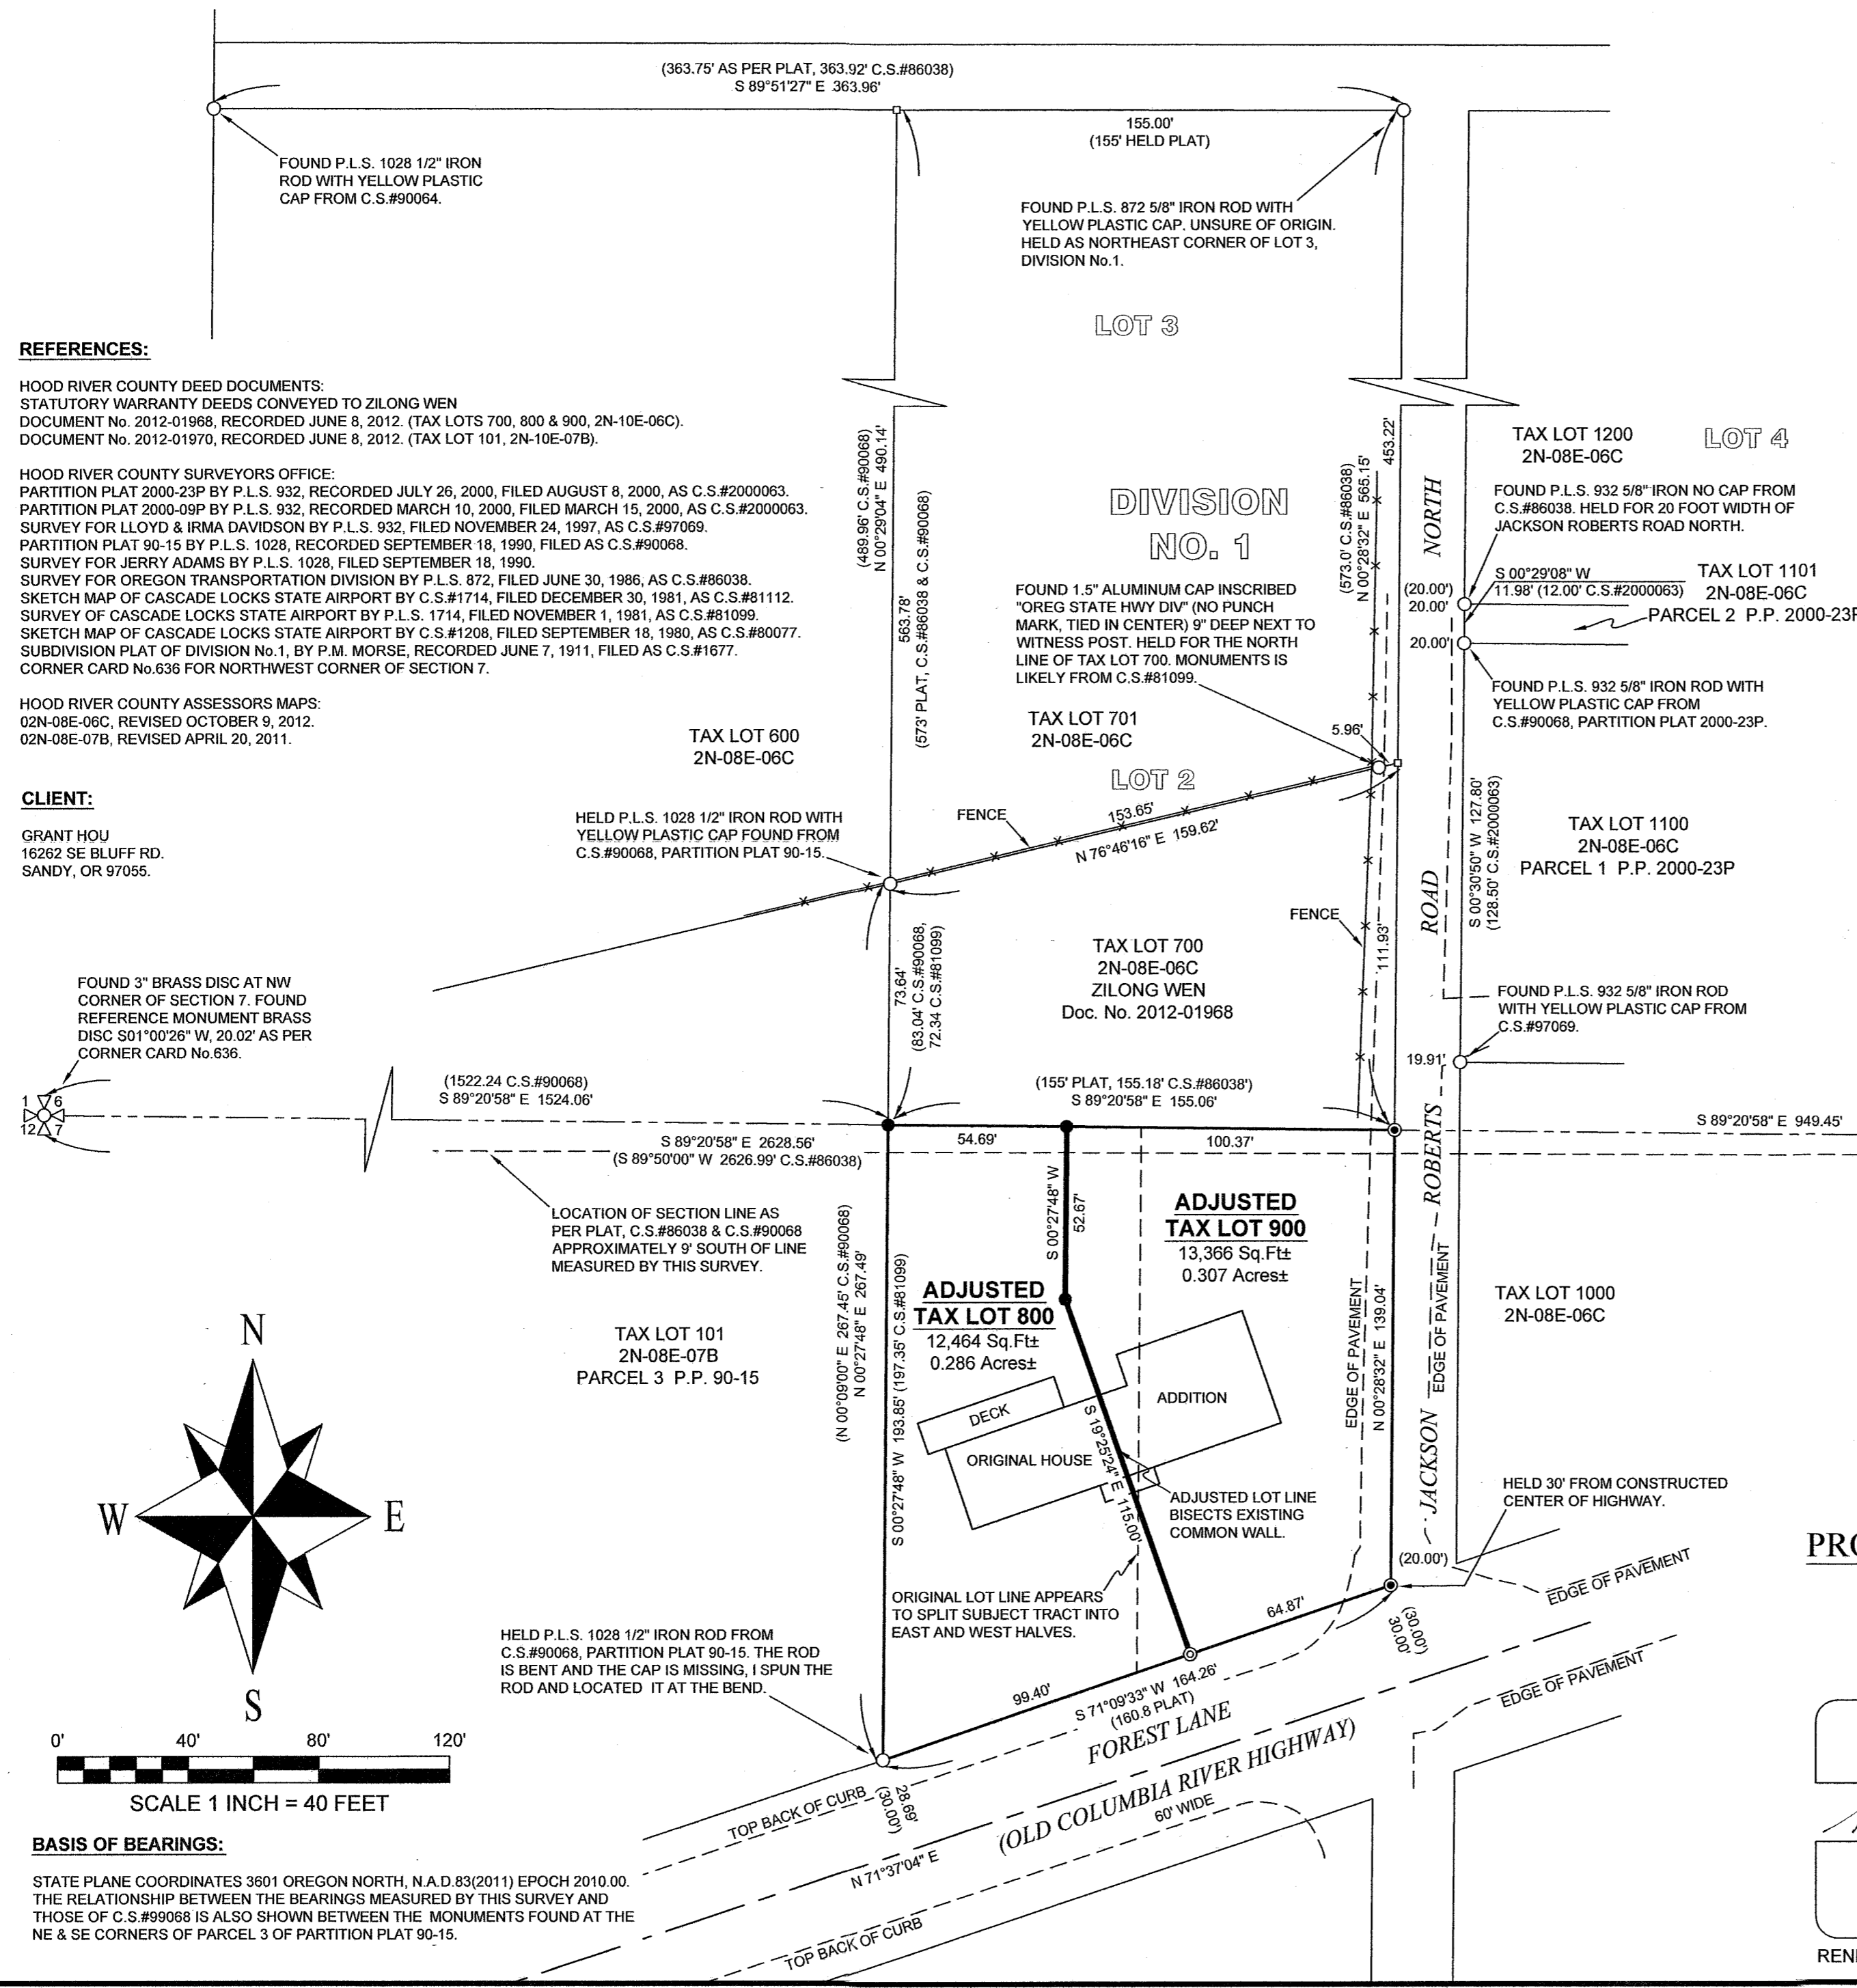 (363.75' AS PER PLAT, 363.92' C.S.#86038)
S 89°51'27" E 363.96'
155.00'
(155' HELD PLAT)
FOUND P.L.S. 1028 1/2" IRON
ROD WITH YELLOW PLASTIC
CAP FROM C.S.#90064.
FOUND P.L.S. 872 5/8" IRON ROD WITH
YELLOW PLASTIC CAP. UNSURE OF ORIGIN.
HELD AS NORTHEAST CORNER OF LOT 3,
DIVISION No.1.
LOT 3
REFERENCES:
HOOD RIVER COUNTY DEED DOCUMENTS:
STATUTORY WARRANTY DEEDS CONVEYED TO ZILONG WEN
DOCUMENT No. 2012-01968, RECORDED JUNE 8, 2012. (TAX LOTS 700, 800 & 900, 2N-10E-06C).
DOCUMENT No. 2012-01970, RECORDED JUNE 8, 2012. (TAX LOT 101, 2N-10E-07B).
HOOD RIVER COUNTY SURVEYORS OFFICE:
PARTITION PLAT 2000-23P BY P.L.S. 932, RECORDED JULY 26, 2000, FILED AUGUST 8, 2000, AS C.S.#2000063.
PARTITION PLAT 2000-09P BY P.L.S. 932, RECORDED MARCH 10, 2000, FILED MARCH 15, 2000, AS C.S.#2000063.
SURVEY FOR LLOYD & IRMA DAVIDSON BY P.L.S. 932, FILED NOVEMBER 24, 1997, AS C.S.#97069.
PARTITION PLAT 90-15 BY P.L.S. 1028, RECORDED SEPTEMBER 18, 1990, FILED AS C.S.#90068.
SURVEY FOR JERRY ADAMS BY P.L.S. 1028, FILED SEPTEMBER 18, 1990.
SURVEY FOR OREGON TRANSPORTATION DIVISION BY P.L.S. 872, FILED JUNE 30, 1986, AS C.S.#86038.
SKETCH MAP OF CASCADE LOCKS STATE AIRPORT BY C.S.#1714, FILED DECEMBER 30, 1981, AS C.S.#81112.
SURVEY OF CASCADE LOCKS STATE AIRPORT BY P.L.S. 1714, FILED NOVEMBER 1, 1981, AS C.S.#81099.
SKETCH MAP OF CASCADE LOCKS STATE AIRPORT BY C.S.#1208, FILED SEPTEMBER 18, 1980, AS C.S.#80077.
SUBDIVISION PLAT OF DIVISION No.1, BY P.M. MORSE, RECORDED JUNE 7, 1911, FILED AS C.S.#1677.
CORNER CARD No.636 FOR NORTHWEST CORNER OF SECTION 7.
HOOD RIVER COUNTY ASSESSORS MAPS:
02N-08E-06C, REVISED OCTOBER 9, 2012.
02N-08E-07B, REVISED APRIL 20, 2011.
CLIENT:
GRANT HOU
16262 SE BLUFF RD.
SANDY, OR 97055.
(489.96' C.S.#90068)
N 00°29'04" E 490.14'
563.78'
(573' PLAT, C.S.#86038 & C.S.#90068)
DIVISION
NO. 1
FOUND 1.5" ALUMINUM CAP INSCRIBED
"OREG STATE HWY DIV" (NO PUNCH
MARK, TIED IN CENTER) 9" DEEP NEXT TO
WITNESS POST. HELD FOR THE NORTH
LINE OF TAX LOT 700. MONUMENTS IS
LIKELY FROM C.S.#81099.
(573.0' C.S.#86038)
N 00°28'32" E 565.15'
453.22'
NORTH
TAX LOT 1200
2N-08E-06C
LOT 4
FOUND P.L.S. 932 5/8" IRON NO CAP FROM
C.S.#86038. HELD FOR 20 FOOT WIDTH OF
JACKSON ROBERTS ROAD NORTH.
S 00°29'08" W
11.98' (12.00' C.S.#2000063)
TAX LOT 1101
2N-08E-06C
PARCEL 2 P.P. 2000-23P
(20.00')
20.00'
20.00'
FOUND P.L.S. 932 5/8" IRON ROD WITH
YELLOW PLASTIC CAP FROM
C.S.#90068, PARTITION PLAT 2000-23P.
TAX LOT 600
2N-08E-06C
TAX LOT 701
2N-08E-06C
LOT 2
5.96'
HELD P.L.S. 1028 1/2" IRON ROD WITH
YELLOW PLASTIC CAP FOUND FROM
C.S.#90068, PARTITION PLAT 90-15.
FENCE
153.65'
N 76°46'16" E 159.62'
S 00°30'50" W 127.80'
(128.50' C.S.#2000063)
TAX LOT 1100
2N-08E-06C
PARCEL 1 P.P. 2000-23P
ROAD
FENCE
111.93'
73.64'
(83.04' C.S.#90068,
72.34 C.S.#81099)
TAX LOT 700
2N-08E-06C
ZILONG WEN
Doc. No. 2012-01968
FOUND 3" BRASS DISC AT NW
CORNER OF SECTION 7. FOUND
REFERENCE MONUMENT BRASS
DISC S01°00'26" W, 20.02' AS PER
CORNER CARD No.636.
FOUND P.L.S. 932 5/8" IRON ROD
WITH YELLOW PLASTIC CAP FROM
C.S.#97069.
19.91'
1 6
12 7
(1522.24 C.S.#90068)
S 89°20'58" E 1524.06'
(155' PLAT, 155.18' C.S.#86038')
S 89°20'58" E 155.06'
S 89°20'58" E 949.45'
S 89°20'58" E 2628.56'
(S 89°50'00" W 2626.99' C.S.#86038)
54.69'
100.37'
LOCATION OF SECTION LINE AS
PER PLAT, C.S.#86038 & C.S.#90068
APPROXIMATELY 9' SOUTH OF LINE
MEASURED BY THIS SURVEY.
S 00°27'48" W
52.67'
ADJUSTED
TAX LOT 900
13,366 Sq.Ft±
0.307 Acres±
ROBERTS
ADJUSTED
TAX LOT 800
12,464 Sq.Ft±
0.286 Acres±
(N 00°09'00" E 267.45' C.S.#90068)
N 00°27'48" E 267.49'
S 00°27'48" W 193.85' (197.35' C.S.#81099)
EDGE OF PAVEMENT
N 00°28'32" E 139.04'
EDGE OF PAVEMENT
TAX LOT 1000
2N-08E-06C
TAX LOT 101
2N-08E-07B
PARCEL 3 P.P. 90-15
DECK
ADDITION
ORIGINAL HOUSE
S 19°25'24" E 115.00'
JACKSON
ADJUSTED LOT LINE
BISECTS EXISTING
COMMON WALL.
HELD 30' FROM CONSTRUCTED
CENTER OF HIGHWAY.
N
W
E
S
PRO
(20.00')
EDGE OF PAVEMENT
ORIGINAL LOT LINE APPEARS
TO SPLIT SUBJECT TRACT INTO
EAST AND WEST HALVES.
64.87'
(30.00')
30.00'
HELD P.L.S. 1028 1/2" IRON ROD FROM
C.S.#90068, PARTITION PLAT 90-15. THE ROD
IS BENT AND THE CAP IS MISSING, I SPUN THE
ROD AND LOCATED IT AT THE BEND.
99.40'
S 71°09'33" W 164.26'
(160.8 PLAT)
FOREST LANE
EDGE OF PAVEMENT
(OLD COLUMBIA RIVER HIGHWAY)
60' WIDE
0' 40' 80' 120'
SCALE 1 INCH = 40 FEET
TOP BACK OF CURB
28.69'
(30.00')
N 71°37'04" E
TOP BACK OF CURB
BASIS OF BEARINGS:
STATE PLANE COORDINATES 3601 OREGON NORTH, N.A.D.83(2011) EPOCH 2010.00.
THE RELATIONSHIP BETWEEN THE BEARINGS MEASURED BY THIS SURVEY AND
THOSE OF C.S.#99068 IS ALSO SHOWN BETWEEN THE MONUMENTS FOUND AT THE
NE & SE CORNERS OF PARCEL 3 OF PARTITION PLAT 90-15.
RENE